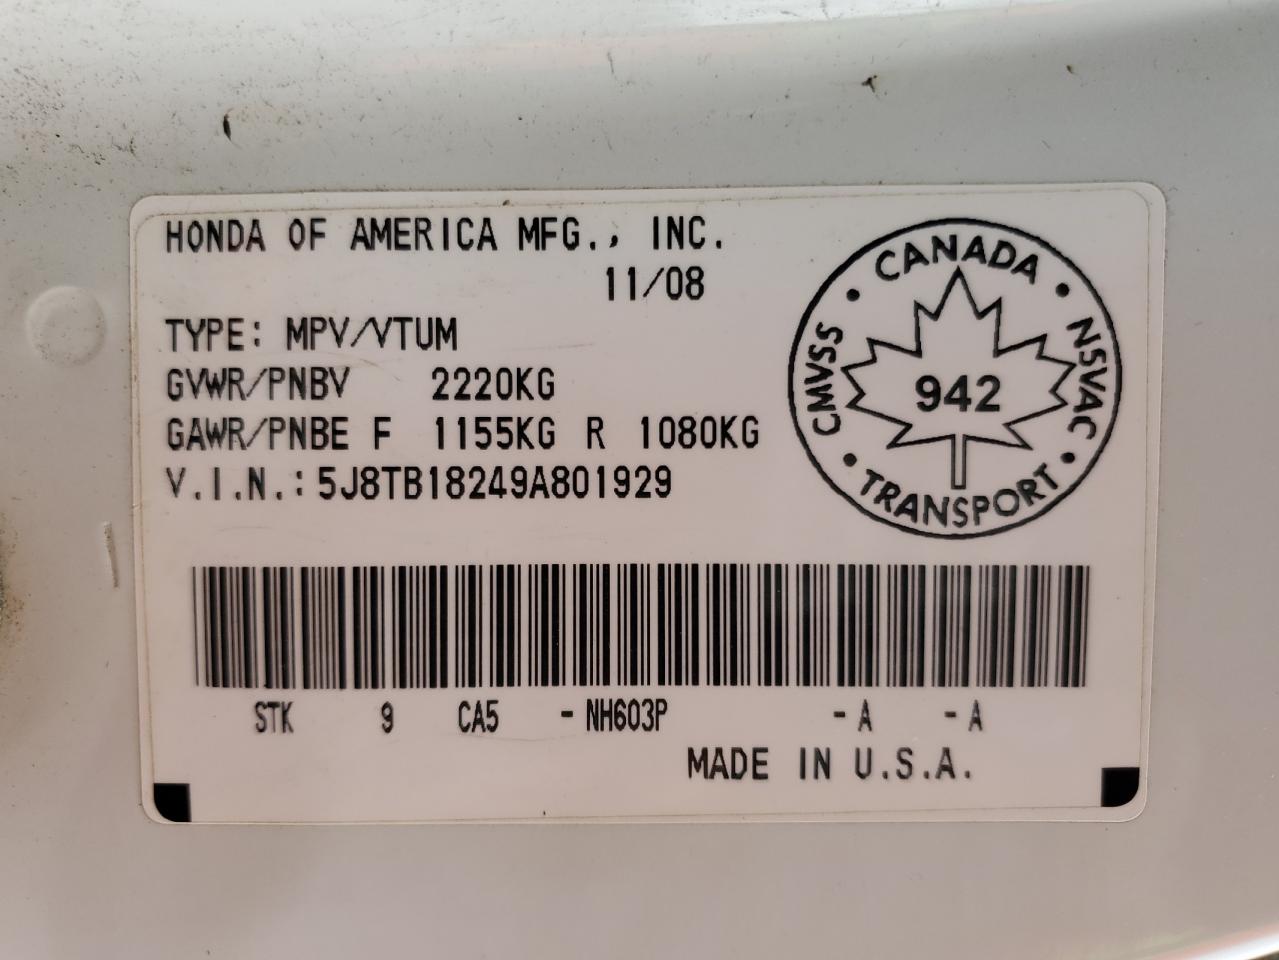 HONDA OF AMERICA MFG., INC.
11/08
TYPE: MPV/VTUM
GVWR/PNBV 2220KG
GAWR/PNBE F 1155KG R 1080KG
V.I.N.: 5J8TB18249A801929
CANADA
CMVSS
NSVAC
942
TRANSPORT
STK 9 CA5 - NH603P - A - A
MADE IN U.S.A.